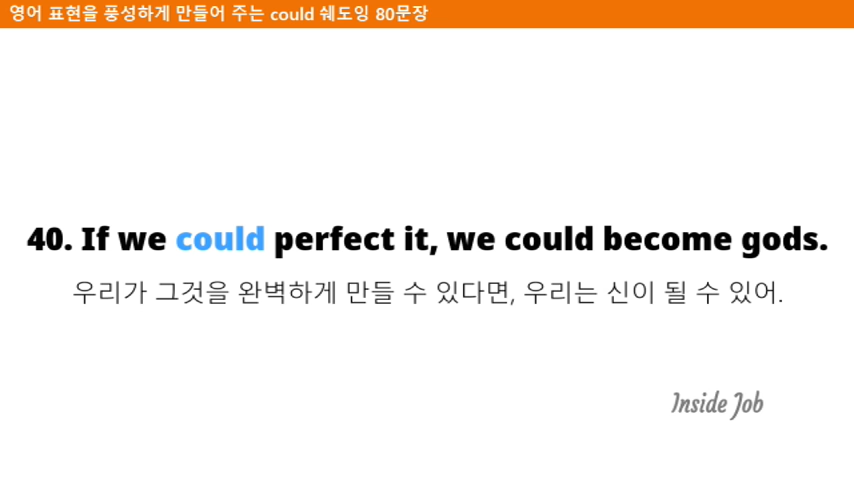 영어 표현을 풍성하게 만들어 주는 could 쉐도잉 80문장
40. If we could perfect it, we could become gods.
우리가 그것을 완벽하게 만들 수 있다면, 우리는 신이 될 수 있어.
Inside Job